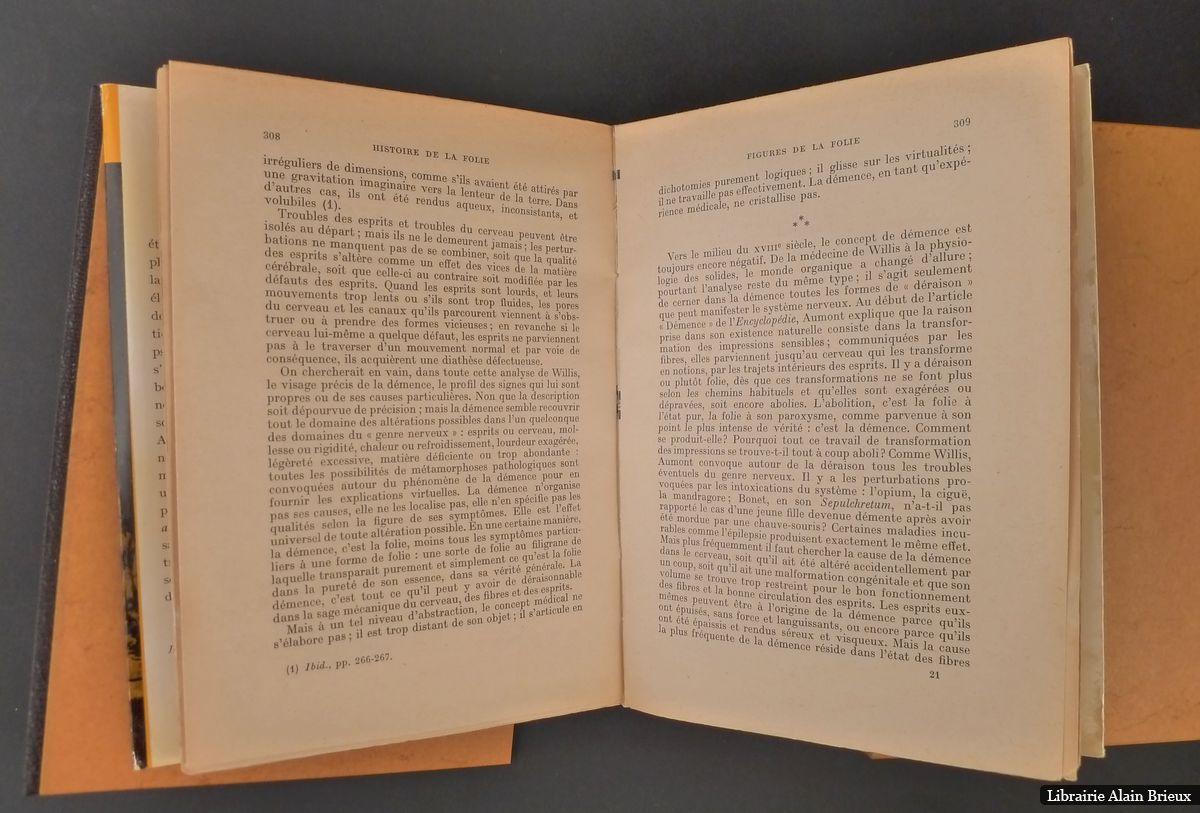 308
HISTOIRE DE LA FOLIE
irréguliers de dimensions, comme s'ils avaient été attirés par
une gravitation imaginaire vers la lenteur de la terre. Dans
d'autres cas, ils ont été rendus aqueux, inconsistants, et
volubiles (1).
Troubles des esprits et troubles du cerveau peuvent être
isolés au départ ; mais ils ne le demeurent jamais ; les pertur-
bations ne manquent pas de se combiner, soit que la qualité
des esprits s'altère comme un effet des vices de la matière
cérébrale, soit que celle-ci au contraire soit modifiée par les
défauts des esprits. Quand les esprits sont lourds, et leurs
mouvements trop lents ou s'ils sont trop fluides, les pores
du cerveau et les canaux qu'ils parcourent viennent à s'obs-
truer ou à prendre des formes vicieuses ; en revanche si le
cerveau lui-même a quelque défaut, les esprits ne parviennent
pas à le traverser d'un mouvement normal et par voie de
conséquence, ils acquièrent une diathèse défectueuse.
On chercherait en vain, dans toute cette analyse de Willis,
le visage précis de la démence, le profil des signes qui lui sont
propres ou de ses causes particulières. Non que la description
soit dépourvue de précision ; mais la démence semble recouvrir
tout le domaine des altérations possibles dans l'un quelconque
des domaines du « genre nerveux » : esprits ou cerveau, mol-
lesse ou rigidité, chaleur ou refroidissement, lourdeur exagérée,
légèreté excessive, matière déficiente ou trop abondante :
toutes les possibilités de métamorphoses pathologiques sont
convoquées autour du phénomène de la démence pour en
fournir les explications virtuelles. La démence n'organise
pas ses causes, elle ne les localise pas, elle n'en spécifie pas les
qualités selon la figure de ses symptômes. Elle est l'effet
universel de toute altération possible. En une certaine manière,
la démence, c'est la folie, moins tous les symptômes particu-
liers à une forme de folie : une sorte de folie au filigrane de
laquelle transparaît purement et simplement ce qu'est la folie
dans la pureté de son essence, dans sa vérité générale. La
démence, c'est tout ce qu'il peut y avoir de déraisonnable
dans la sage mécanique du cerveau, des fibres et des esprits.
Mais à un tel niveau d'abstraction, le concept médical ne
s'élabore pas ; il est trop distant de son objet ; il s'articule en
(1) Ibid., pp. 266-267.
309
FIGURES DE LA FOLIE
dichotomies purement logiques ; il glisse sur les virtualités ;
il ne travaille pas effectivement. La démence, en tant qu'expé-
rience médicale, ne cristallise pas.
***
Vers le milieu du XVIIIe siècle, le concept de démence est
toujours encore négatif. De la médecine de Willis à la physio-
logie des solides, le monde organique a changé d'allure ;
pourtant l'analyse reste du même type ; il s'agit seulement
de cerner dans la démence toutes les formes de « déraison »
que peut manifester le système nerveux. Au début de l'article
« Démence » de l'Encyclopédie, Aumont explique que la raison
prise dans son existence naturelle consiste dans la transfor-
mation des impressions sensibles ; communiquées par les
fibres, elles parviennent jusqu'au cerveau qui les transforme
en notions, par les trajets intérieurs des esprits. Il y a déraison
ou plutôt folie, dès que ces transformations ne se font plus
selon les chemins habituels et qu'elles sont exagérées ou
dépravées, soit encore abolies. L'abolition, c'est la folie à
l'état pur, la folie à son paroxysme, comme parvenue à son
point le plus intense de vérité : c'est la démence. Comment
se produit-elle? Pourquoi tout ce travail de transformation
des impressions se trouve-t-il tout à coup aboli? Comme Willis,
Aumont convoque autour de la déraison tous les troubles
éventuels du genre nerveux. Il y a les perturbations pro-
voquées par les intoxications du système : l'opium, la ciguë,
la mandragore ; Bonet, en son Sepulchretum, n'a-t-il pas
rapporté le cas d'une jeune fille devenue démente après avoir
été mordue par une chauve-souris? Certaines maladies incu-
rables comme l'épilepsie produisent exactement le même effet.
Mais plus fréquemment il faut chercher la cause de la démence
dans le cerveau, soit qu'il ait été altéré accidentellement par
un coup, soit qu'il ait une malformation congénitale et que son
volume se trouve trop restreint pour le bon fonctionnement
des fibres et la bonne circulation des esprits. Les esprits eux-
mêmes peuvent être à l'origine de la démence parce qu'ils
ont épuisés, sans force et languissants, ou encore parce qu'ils
ont été épaissis et rendus séreux et visqueux. Mais la cause
la plus fréquente de la démence réside dans l'état des fibres
21
Librairie Alain Brieux